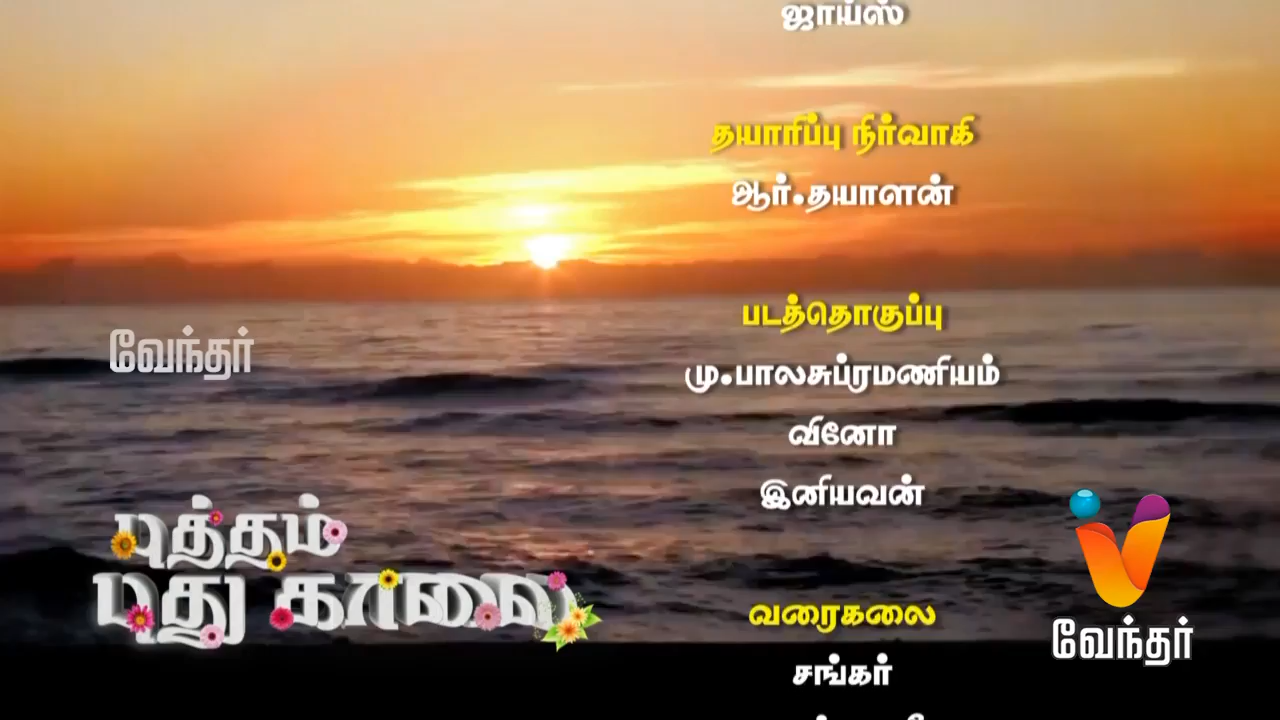 ஜாய்ஸ்
தயாரிப்பு நிர்வாகி
ஆர்.தயாளன்
படத்தொகுப்பு
மு.பாலசுப்ரமணியம்
வினோ
இனியவன்
வரைகலை
சங்கர்
வேந்தர்
புத்தம்
புது காலை
வேந்தர்